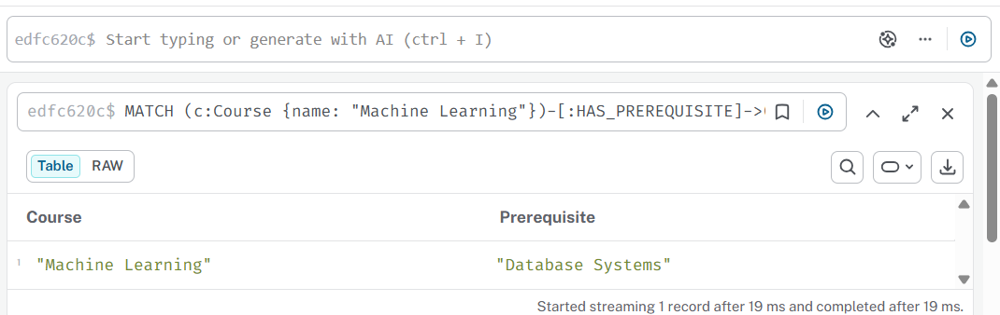 edfc620c$ Start typing or generate with AI (ctrl + I)
edfc620c$ MATCH (c:Course {name: "Machine Learning"})-[:HAS_PREREQUISITE]->
Table RAW
Course Prerequisite
1 "Machine Learning" "Database Systems"
Started streaming 1 record after 19 ms and completed after 19 ms.